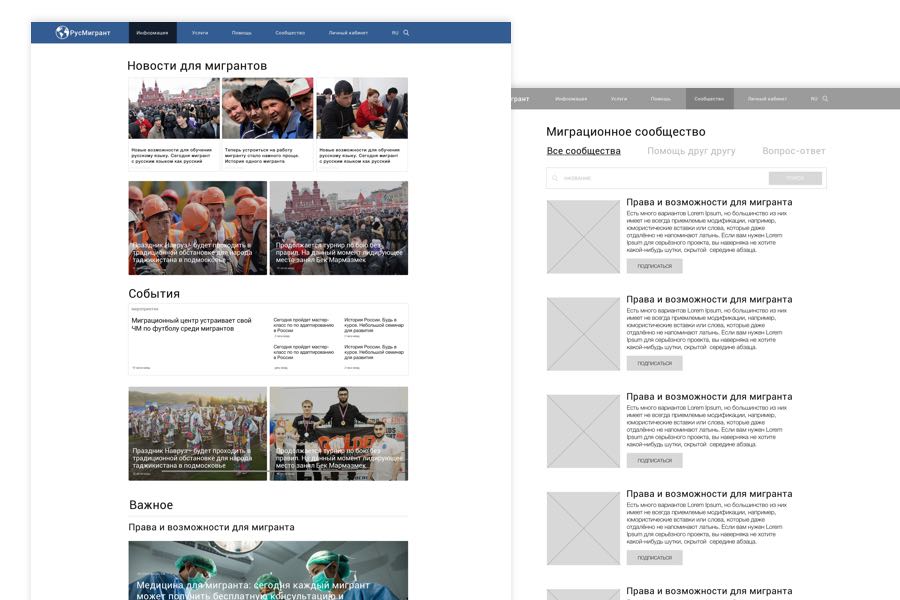 РусМигрант
Информация
Услуги
Помощь
Сообщество
Личный кабинет
RU
Новости для мигрантов
Новые возможности для обучения
русскому языку. Сегодня мигрант
с русским языком как русский
Теперь устроиться на работу
мигранту стало намного проще.
История одного мигранта
Новые возможности для обучения
русскому языку. Сегодня мигрант
с русским языком как русский
Праздник Навруз - будет проходить в
традиционной обстановке для народа
таджикистана в подмосковье
Продолжается турнир по бою без
правил. На данный момент лидирующее
место занял Бек Мармазмек
События
мероприятие
Миграционный центр устраивает свой
ЧМ по футболу среди мигрантов
Сегодня пройдет мастер-
класс по по адаптированию
в России
История России. Будь в
курсе. Небольшой семинар
для развития
Сегодня пройдет мастер-
класс по по адаптированию
в России
История России. Будь в
курсе. Небольшой семинар
для развития
Праздник Навруз - будет проходить в
традиционной обстановке для народа
таджикистана в подмосковье
Продолжается турнир по бою без
правил. На данный момент лидирующее
место занял Бек Мармазмек
Важное
Права и возможности для мигранта
Медицина для мигранта: сегодня каждый мигрант
может получить бесплатную консультацию и
грант
Информация
Услуги
Помощь
Сообщество
Личный кабинет
RU
Миграционное сообщество
Все сообщества
Помощь друг другу
Вопрос-ответ
НАЗВАНИЕ
ПОИСК
Права и возможности для мигранта
Есть много вариантов Lorem Ipsum, но большинство из них
имеет не всегда приемлемые модификации, например,
юмористические вставки или слова, которые даже
отдалённо не напоминают латынь. Если вам нужен Lorem
Ipsum для серьёзного проекта, вы наверняка не хотите
какой-нибудь шутки, скрытой середине абзаца.
ПОДПИСАТЬСЯ
Права и возможности для мигранта
Есть много вариантов Lorem Ipsum, но большинство из них
имеет не всегда приемлемые модификации, например,
юмористические вставки или слова, которые даже
отдалённо не напоминают латынь. Если вам нужен Lorem
Ipsum для серьёзного проекта, вы наверняка не хотите
какой-нибудь шутки, скрытой середине абзаца.
ПОДПИСАТЬСЯ
Права и возможности для мигранта
Есть много вариантов Lorem Ipsum, но большинство из них
имеет не всегда приемлемые модификации, например,
юмористические вставки или слова, которые даже
отдалённо не напоминают латынь. Если вам нужен Lorem
Ipsum для серьёзного проекта, вы наверняка не хотите
какой-нибудь шутки, скрытой середине абзаца.
ПОДПИСАТЬСЯ
Права и возможности для мигранта
Есть много вариантов Lorem Ipsum, но большинство из них
имеет не всегда приемлемые модификации, например,
юмористические вставки или слова, которые даже
отдалённо не напоминают латынь. Если вам нужен Lorem
Ipsum для серьёзного проекта, вы наверняка не хотите
какой-нибудь шутки, скрытой середине абзаца.
ПОДПИСАТЬСЯ
Права и возможности для мигранта